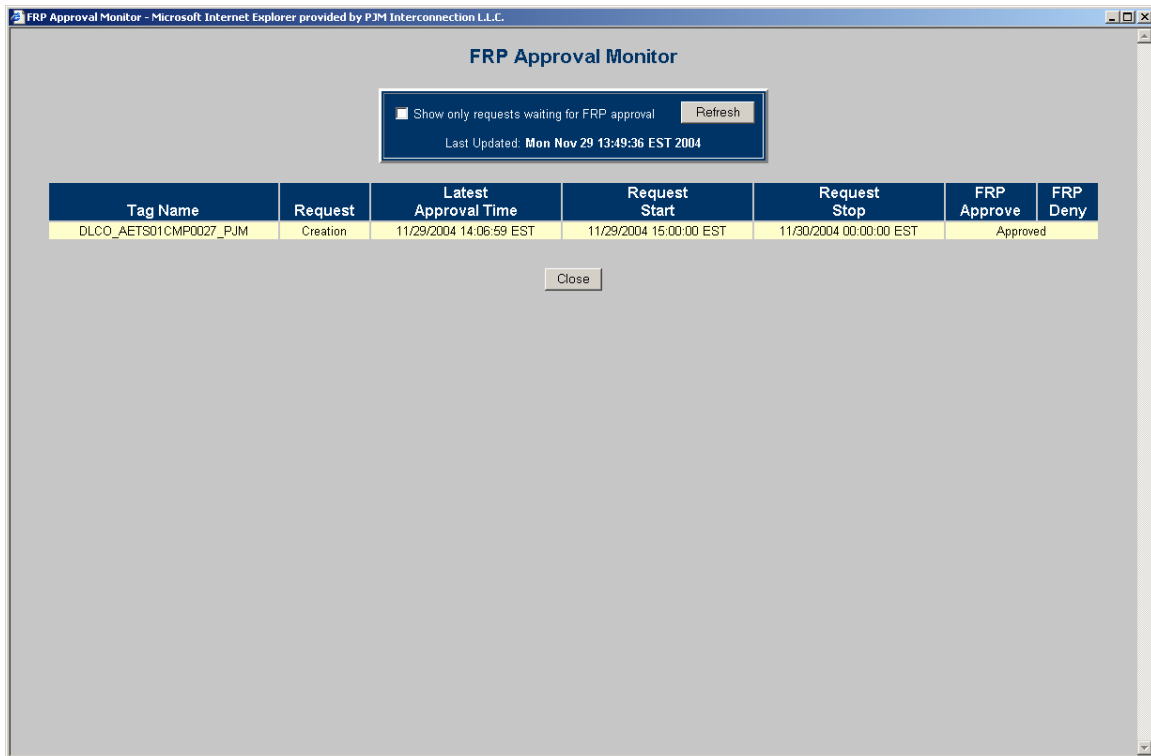 FRP Approval Monitor - Microsoft Internet Explorer provided by PJM Interconnection L.L.C.
FRP Approval Monitor
Show only requests waiting for FRP approval Refresh
Last Updated: Mon Nov 29 13:49:36 EST 2004
Latest Request Request FRP FRP
Tag Name Request Approval Time Start Stop Approve Deny
DLCO_AETS01CMP0027_PJM Creation 11/29/2004 14:06:59 EST 11/29/2004 15:00:00 EST 11/30/2004 00:00:00 EST Approved
Close